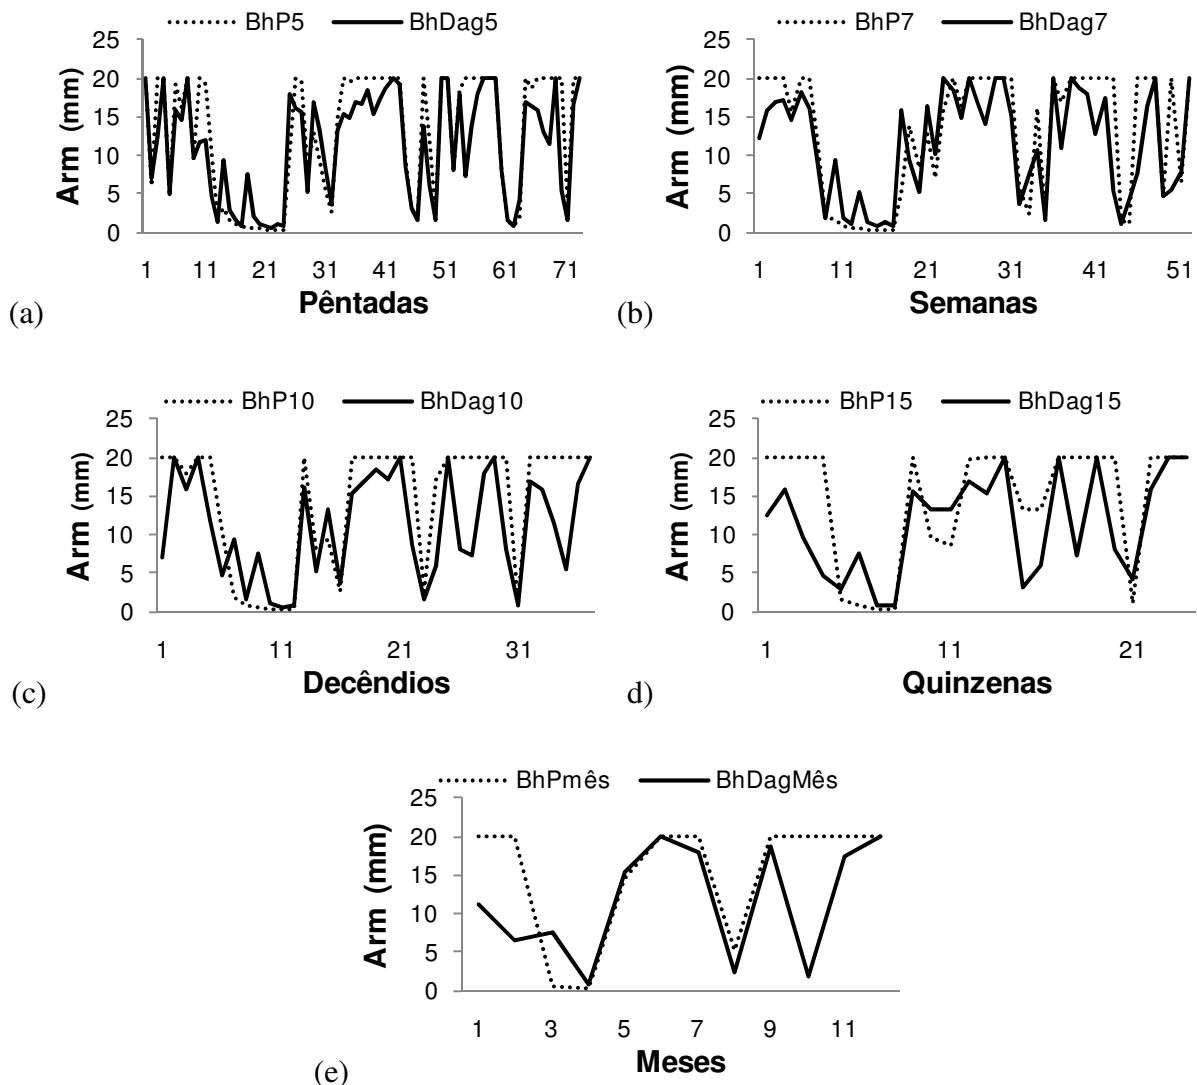 BhP5 BhDag5
25
20
15
10
5
0
Arm (mm)
1 11 21 31 41 51 61 71
Pêntadas
(a)
BhP7 BhDag7
25
20
15
10
5
0
Arm (mm)
1 11 21 31 41 51
Semanas
(b)
BhP10 BhDag10
25
20
15
10
5
0
Arm (mm)
1 11 21 31
Decêndios
(c)
BhP15 BhDag15
25
20
15
10
5
0
Arm (mm)
1 11 21
Quinzenas
d)
BhPmês BhDagMês
25
20
15
10
5
0
Arm (mm)
1 3 5 7 9 11
Meses
(e)